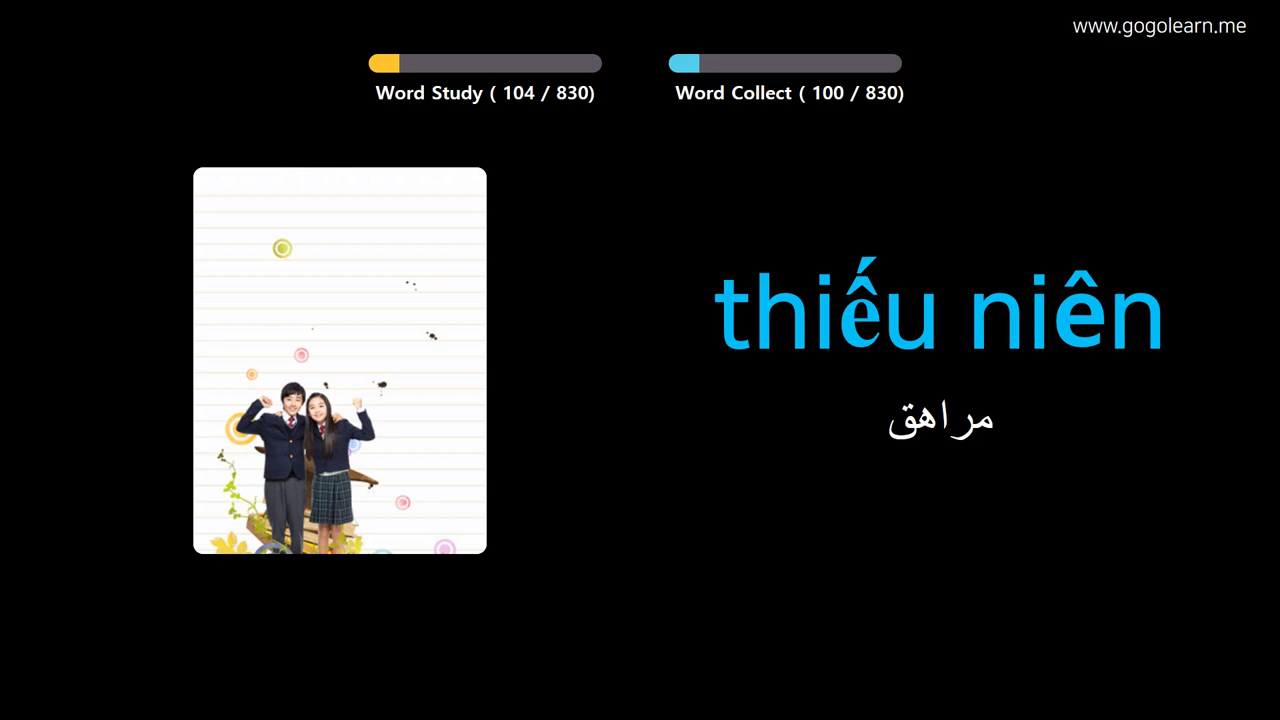 www.gogolearn.me
Word Study ( 104 / 830)
Word Collect ( 100 / 830)
thiếu niên
مراهق